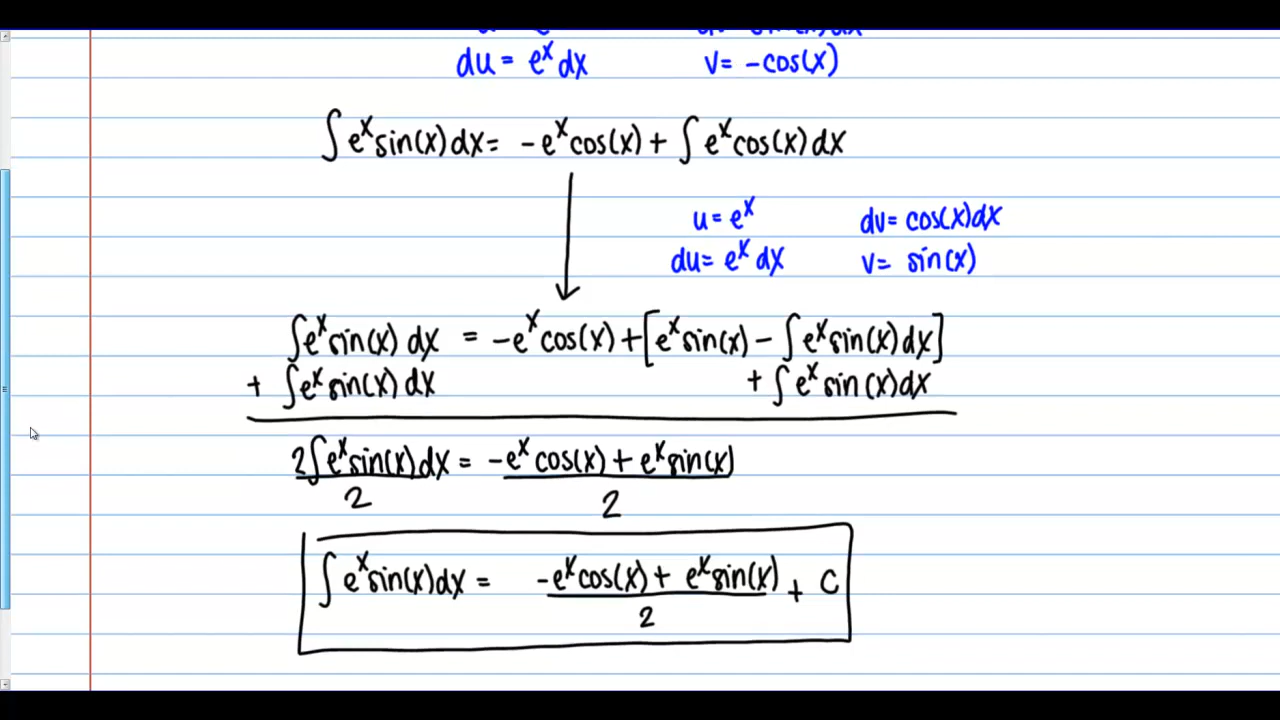 du = e^x dx v = -cos(x)
∫e^x sin(x)dx = -e^x cos(x) + ∫e^x cos(x)dx
u = e^x dv = cos(x)dx
du = e^x dx v = sin(x)
∫e^x sin(x) dx = -e^x cos(x) + [e^x sin(x) - ∫e^x sin(x)dx]
+ ∫e^x sin(x) dx + ∫e^x sin(x)dx
2∫e^x sin(x)dx = -e^x cos(x) + e^x sin(x)
2 2
∫e^x sin(x)dx = -e^x cos(x) + e^x sin(x) + C
2